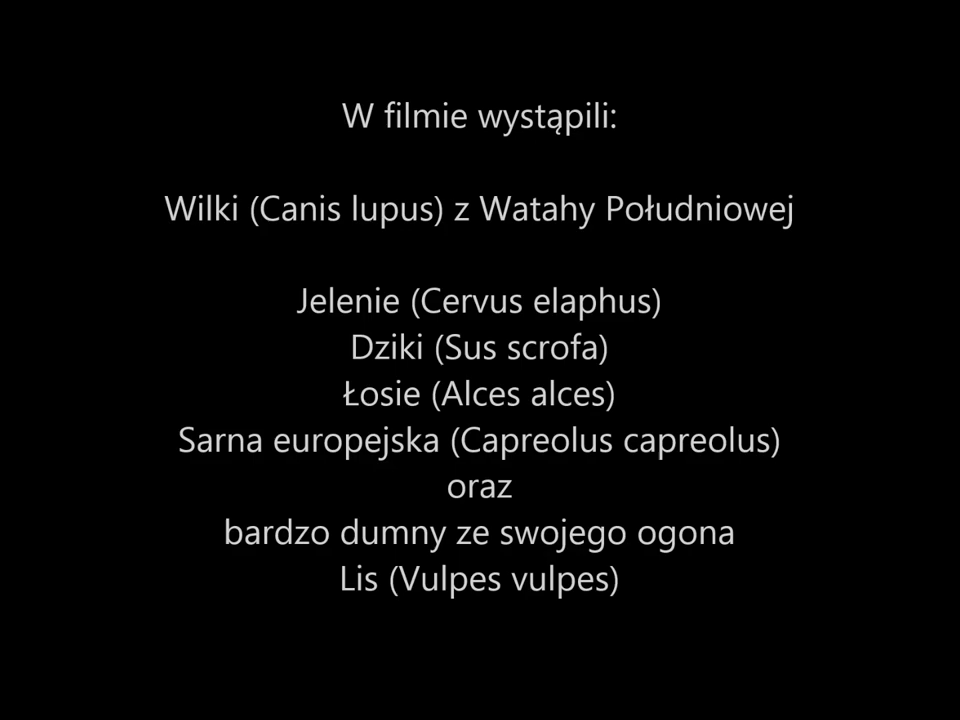 W filmie wystąpili:
Wilki (Canis lupus) z Watahy Południowej
Jelenie (Cervus elaphus)
Dziki (Sus scrofa)
Łosie (Alces alces)
Sarna europejska (Capreolus capreolus)
oraz
bardzo dumny ze swojego ogona
Lis (Vulpes vulpes)